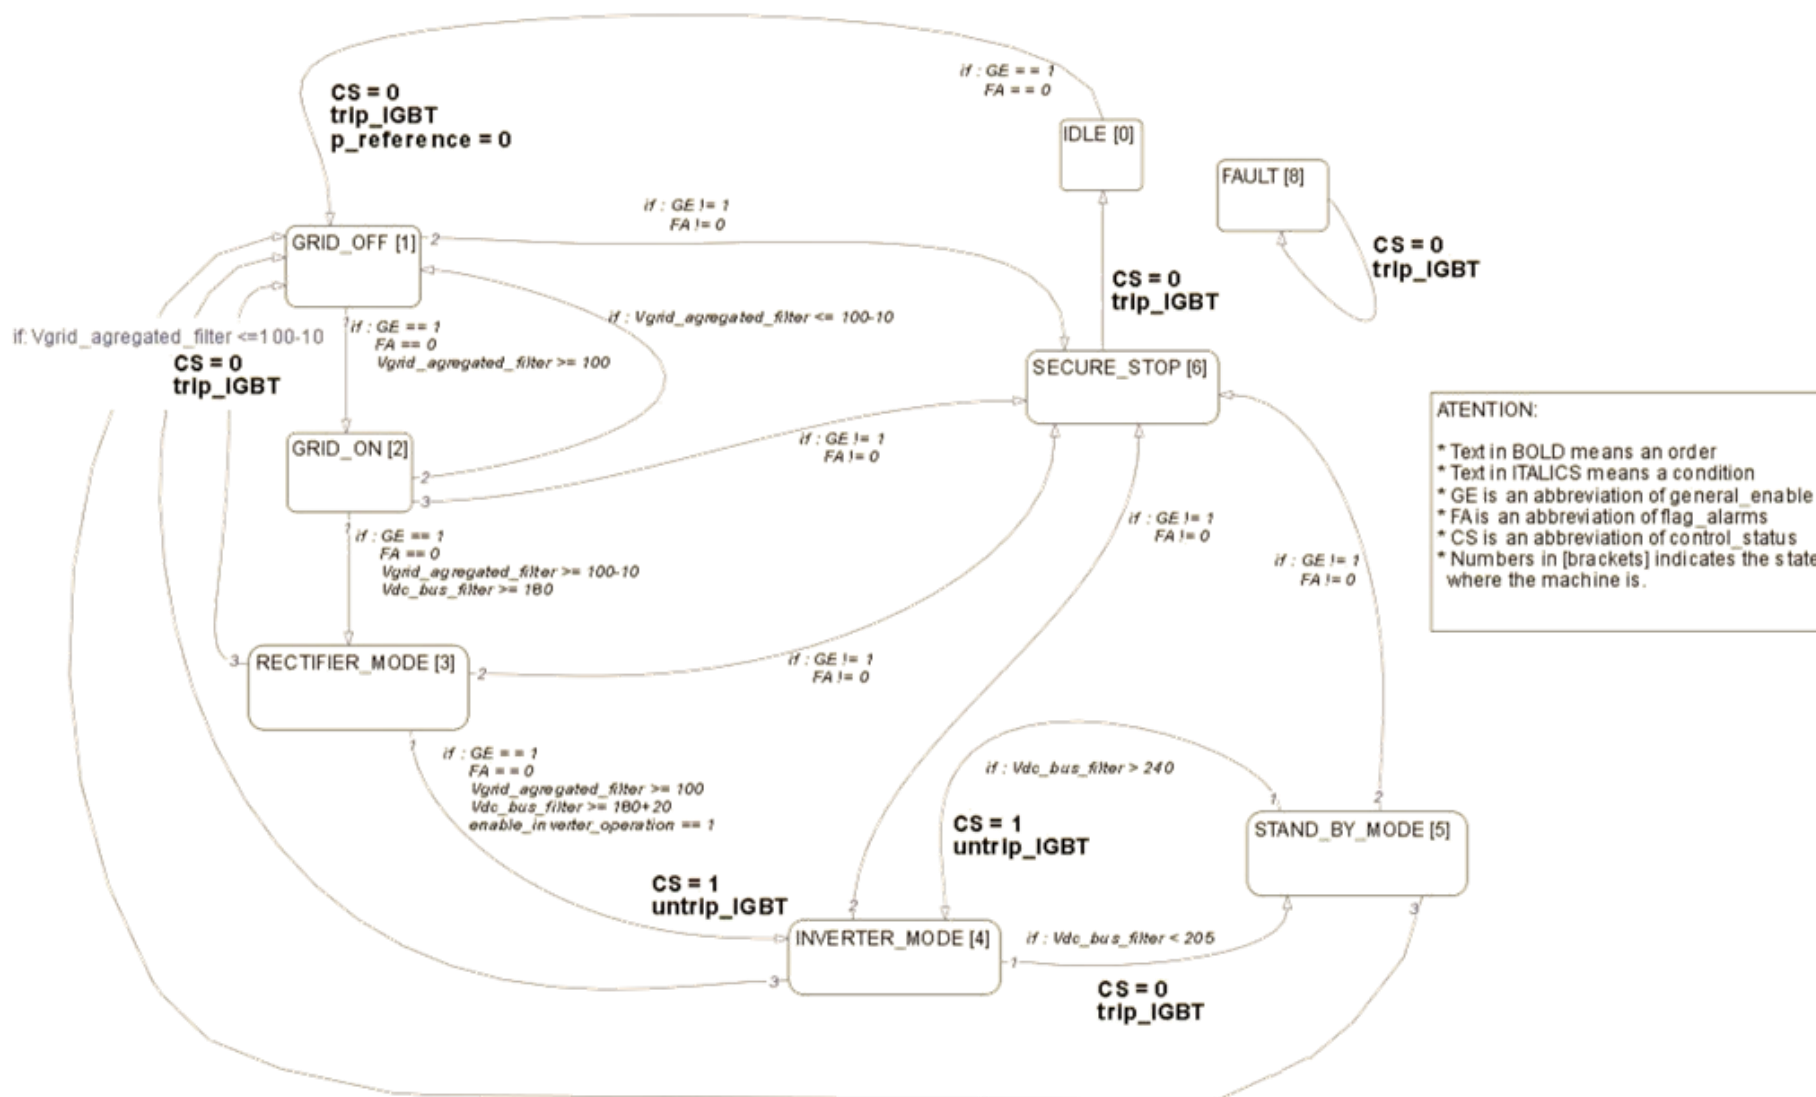 if : GE == 1
FA == 0
CS = 0
trip_IGBT
p_reference = 0
IDLE [0]
FAULT [8]
CS = 0
trip_IGBT
if : GE != 1
FA != 0
GRID_OFF [1]
2
CS = 0
trip_IGBT
1
if : GE == 1
FA == 0
Vgrid_agregated_filter >= 100
if : Vgrid_agregated_filter <= 100-10
if: Vgrid_agregated_filter <=100-10
CS = 0
trip_IGBT
SECURE_STOP [6]
GRID_ON [2]
2
3
if : GE != 1
FA != 0
ATENTION:
* Text in BOLD means an order
* Text in ITALICS means a condition
* GE is an abbreviation of general_enable
* FA is an abbreviation of flag_alarms
* CS is an abbreviation of control_status
* Numbers in [brackets] indicates the state
where the machine is.
1
if : GE == 1
FA == 0
Vgrid_agregated_filter >= 100-10
Vdc_bus_filter >= 180
if : GE != 1
FA != 0
if : GE != 1
FA != 0
3
RECTIFIER_MODE [3]
2
if : GE != 1
FA != 0
1
if : GE == 1
FA == 0
Vgrid_agregated_filter >= 100
Vdc_bus_filter >= 180+20
enable_inverter_operation == 1
if : Vdc_bus_filter > 240
1
2
CS = 1
untrip_IGBT
STAND_BY_MODE [5]
3
CS = 1
untrip_IGBT
2
INVERTER_MODE [4]
3
1
if : Vdc_bus_filter < 205
CS = 0
trip_IGBT